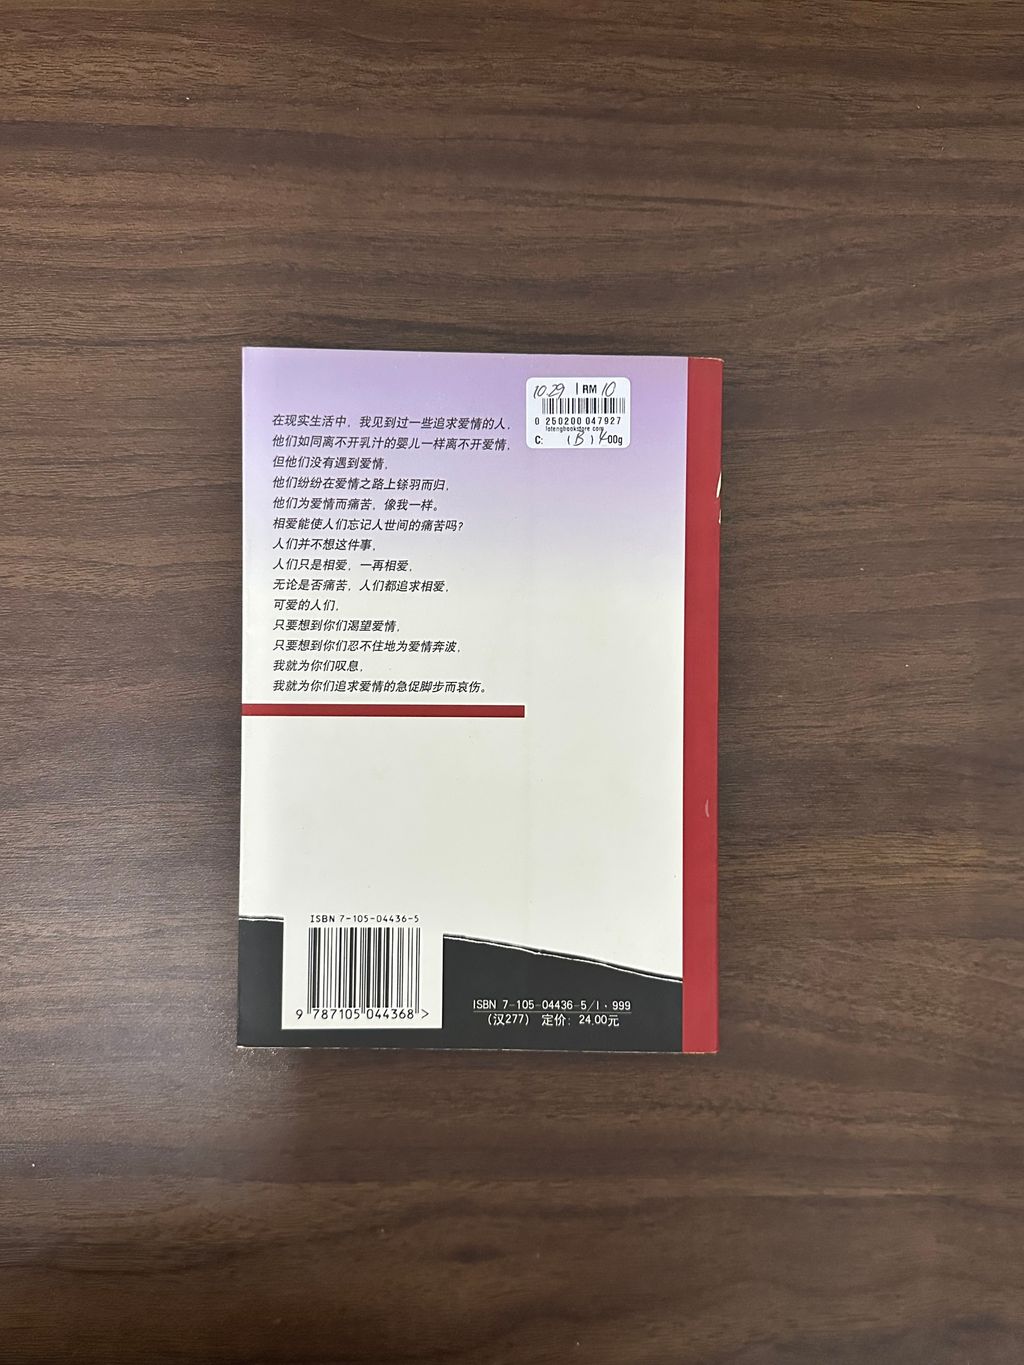 10.29 RM 10
0 250200 047927
lotengbookstore.com
C: (B) 400g
在现实生活中，我见到过一些追求爱情的人，
他们如同离不开乳汁的婴儿一样离不开爱情，
但他们没有遇到爱情，
他们纷纷在爱情之路上铩羽而归，
他们为爱情而痛苦，像我一样。
相爱能使人们忘记人世间的痛苦吗？
人们并不想这件事，
人们只是相爱，一再相爱，
无论是否痛苦，人们都追求相爱，
可爱的人们，
只要想到你们渴望爱情，
只要想到你们忍不住地为爱情奔波，
我就为你们叹息，
我就为你们追求爱情的急促脚步而哀伤。
ISBN 7-105-04436-5
9 787105 044368 >
ISBN 7-105-04436-5/I·999
（汉277） 定价：24.00元